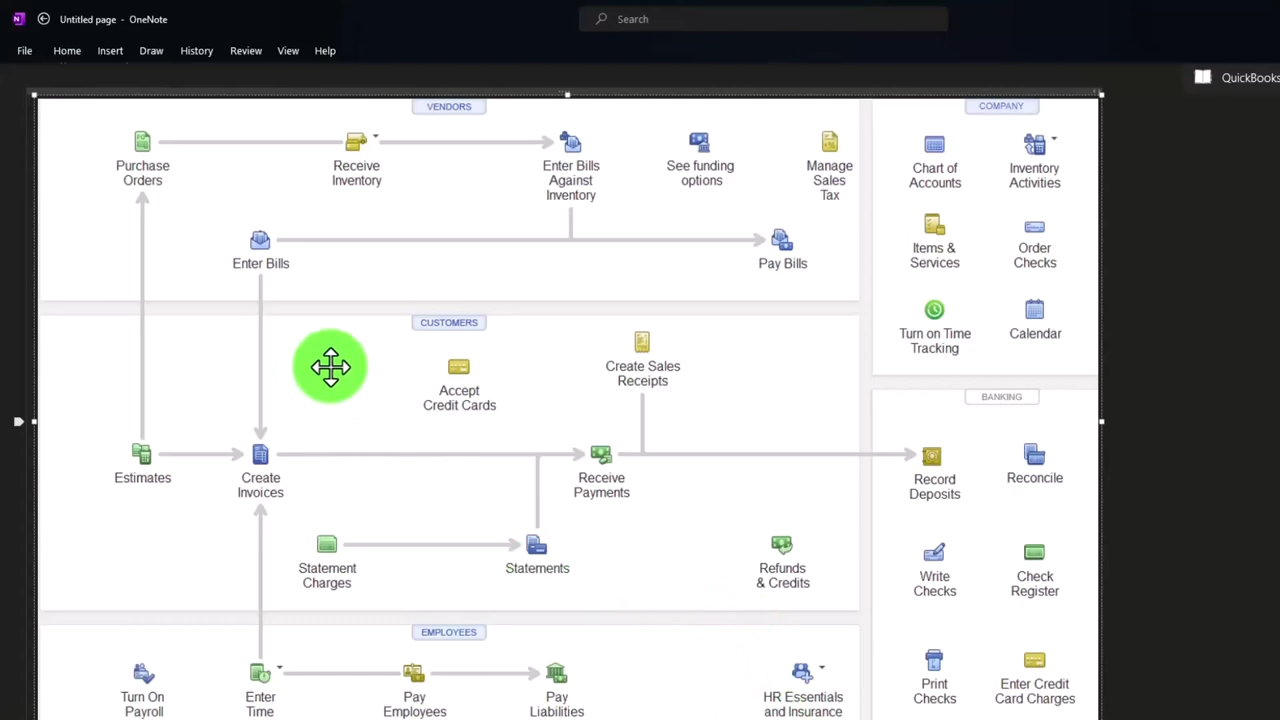 Untitled page - OneNote
Search
File Home Insert Draw History Review View Help
QuickBooks
VENDORS
Purchase
Orders
Receive
Inventory
Enter Bills
Against
Inventory
See funding
options
Manage
Sales
Tax
Enter Bills
Pay Bills
COMPANY
Chart of
Accounts
Inventory
Activities
Items &
Services
Order
Checks
Turn on Time
Tracking
Calendar
CUSTOMERS
Accept
Credit Cards
Create Sales
Receipts
Estimates
Create
Invoices
Receive
Payments
Statement
Charges
Statements
Refunds
& Credits
BANKING
Record
Deposits
Reconcile
Write
Checks
Check
Register
Print
Checks
Enter Credit
Card Charges
EMPLOYEES
Turn On
Payroll
Enter
Time
Pay
Employees
Pay
Liabilities
HR Essentials
and Insurance